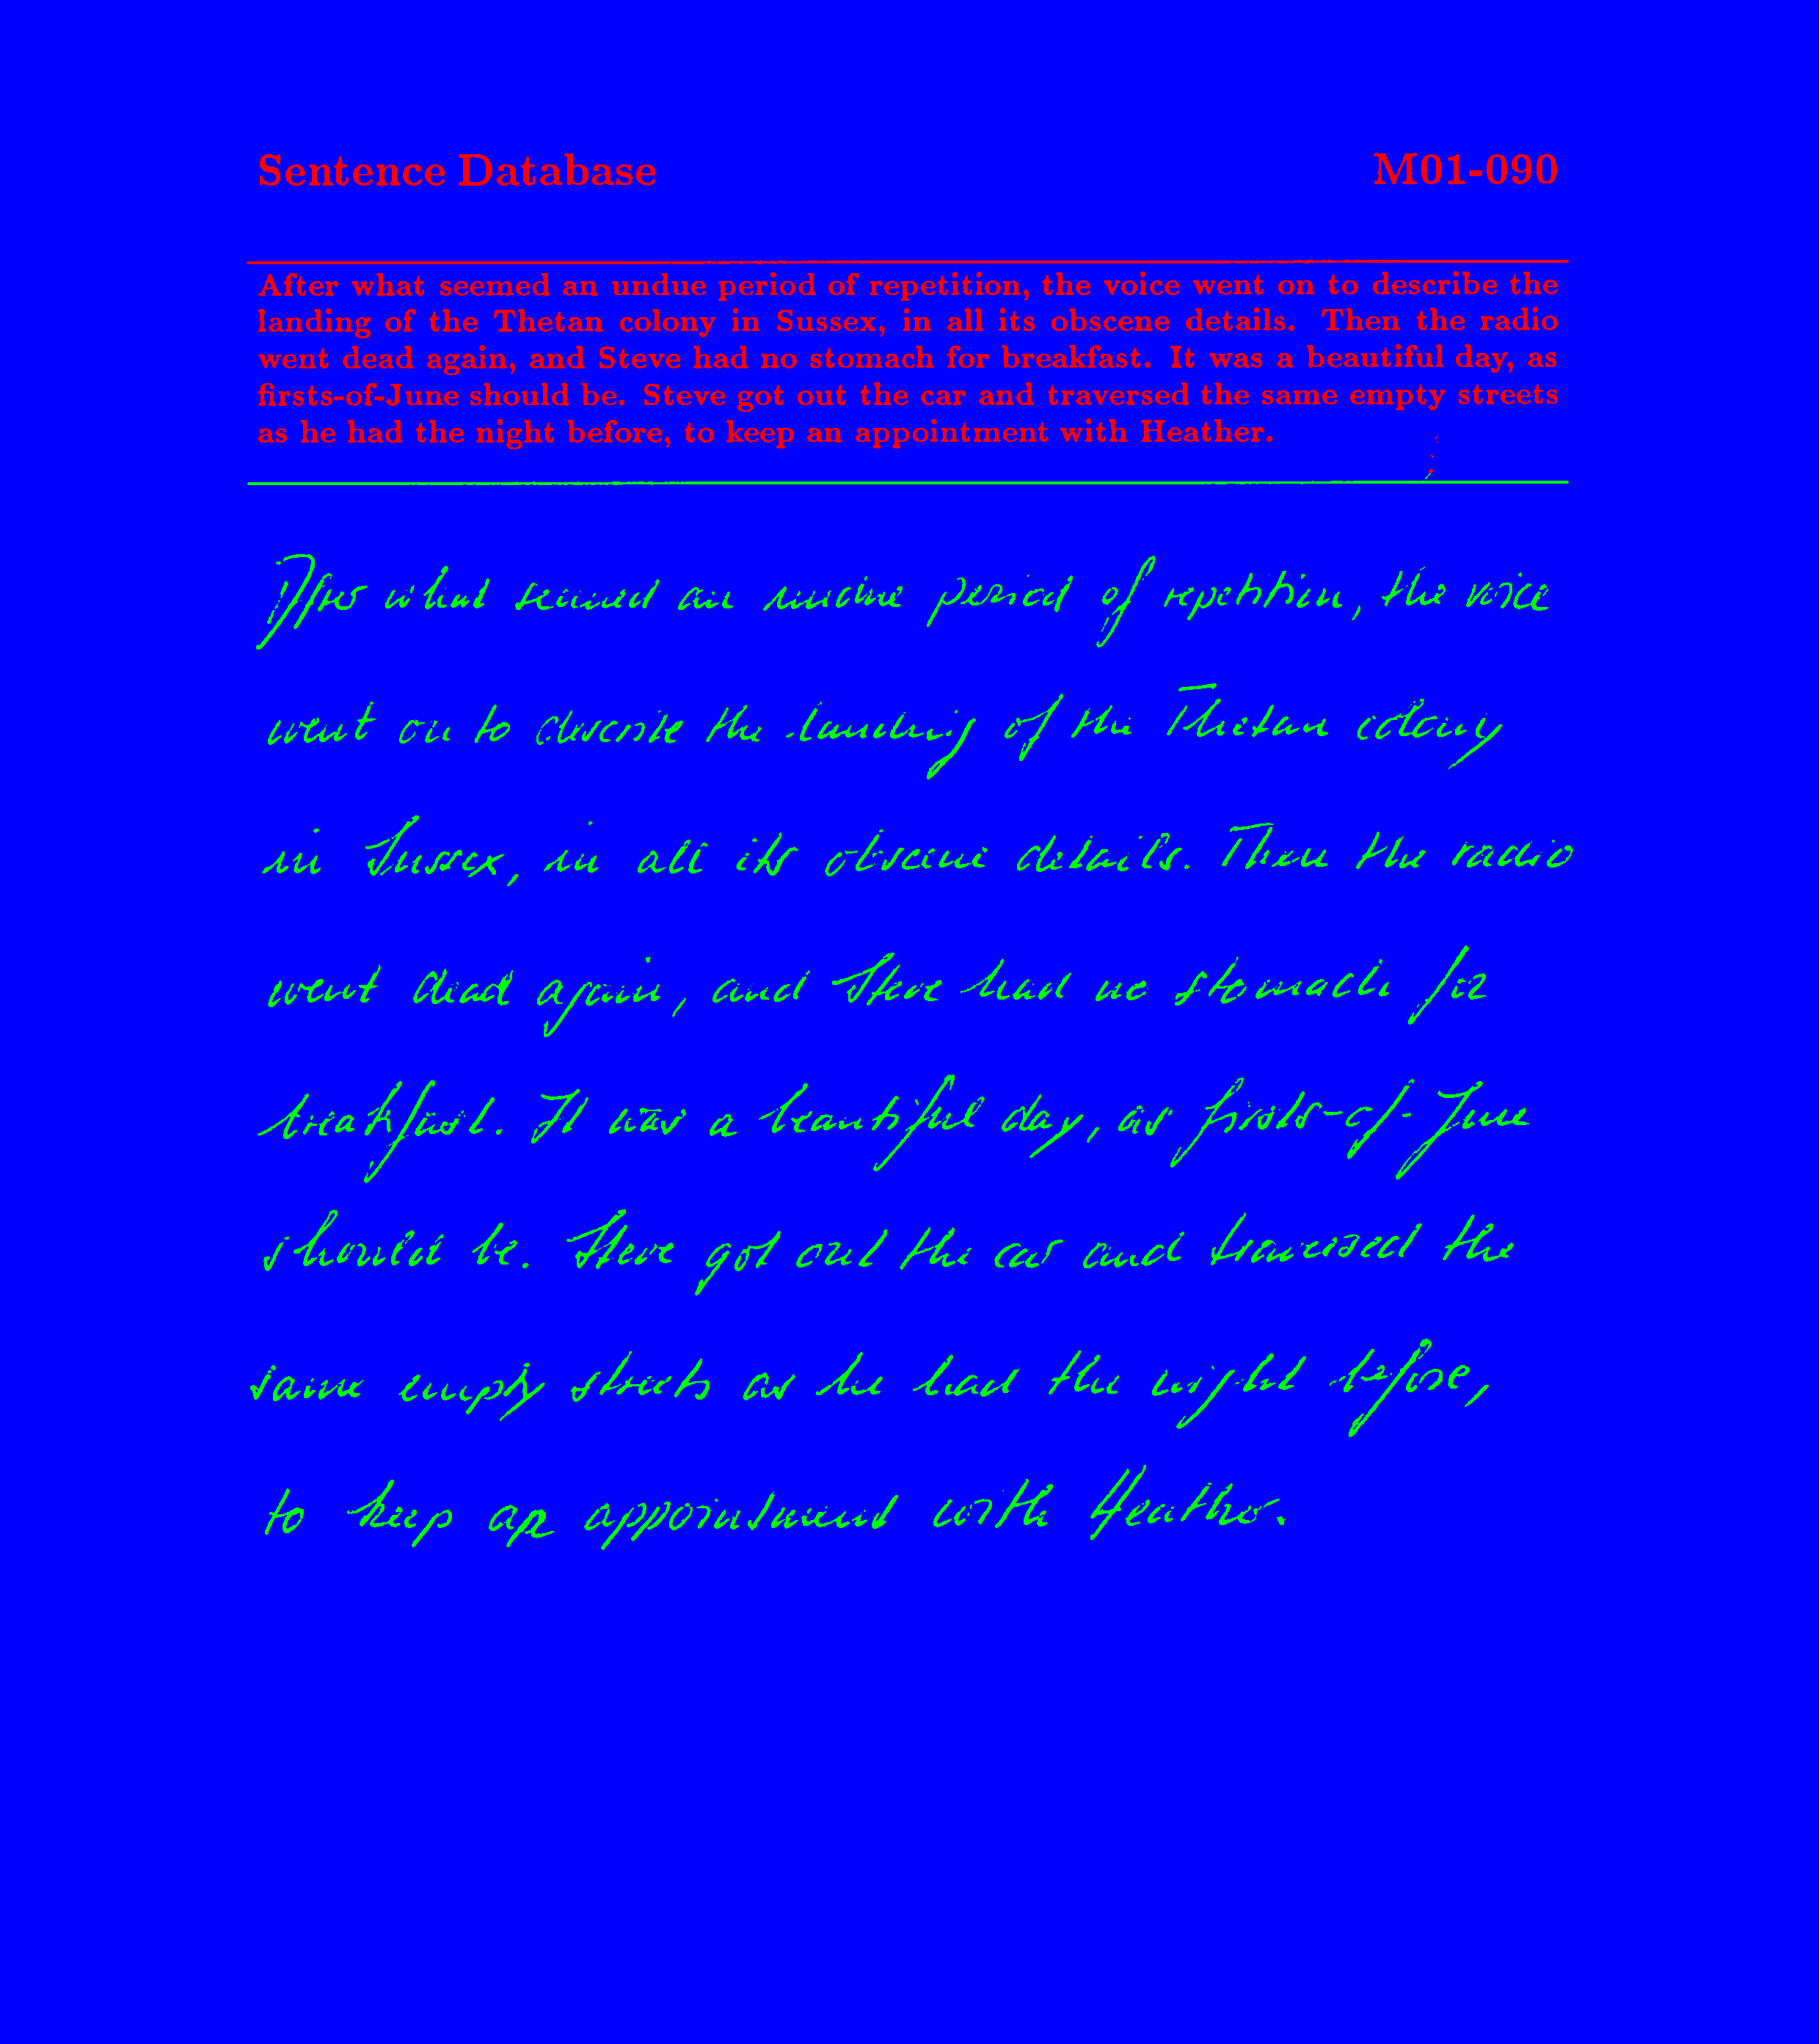 Sentence Database M01-090
After what seemed an undue period of repetition, the voice went on to describe the
landing of the Thetan colony in Sussex, in all its obscene details. Then the radio
went dead again, and Steve had no stomach for breakfast. It was a beautiful day, as
firsts-of-June should be. Steve got out the car and traversed the same empty streets
as he had the night before, to keep an appointment with Heather.
After what seemed an undue period of repetition, the voice
went on to describe the landing of the Thetan colony
in Sussex, in all its obscene details. Then the radio
went dead again, and Steve had no stomach for
breakfast. It was a beautiful day, as firsts-of-June
should be. Steve got out the car and traversed the
same empty streets as he had the night before,
to keep an appointment with Heather.